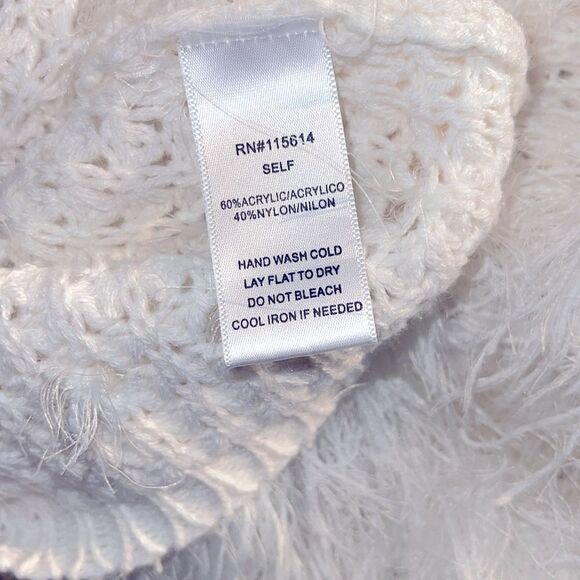 RN#115614
SELF
60%ACRYLIC/ACRYLICO
40%NYLON/NILON
HAND WASH COLD
LAY FLAT TO DRY
DO NOT BLEACH
COOL IRON IF NEEDED